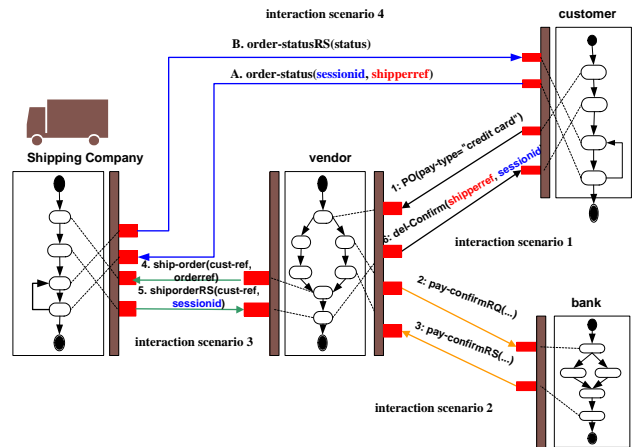 interaction scenario 4
customer
B. order-statusRS(status)
A. order-status(sessionid, shipperref)
Shipping Company
vendor
1: PO(pay-type="credit card")
6: del-Confirm(shipperref, sessionid
interaction scenario 1
4. ship-order(cust-ref,
orderref)
5. shiporderRS(cust-ref,
sessionid)
2: pay-confirmRQ(...)
bank
3: pay-confirmRS(...)
interaction scenario 3
interaction scenario 2